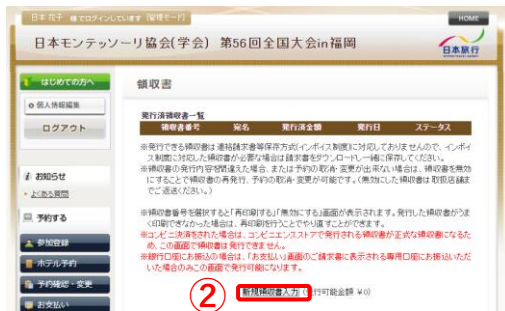 日本 花子 様 でログインしています [管理モード]
HOME
日本モンテッソーリ協会(学会) 第56回全国大会in福岡
日本旅行
はじめての方へ
個人情報編集
ログアウト
お知らせ
よくある質問
予約する
参加登録
ホテル予約
予約確認・変更
お支払い
領収書
発行済領収書一覧
領収書番号 宛名 発行済金額 発行日 ステータス
※発行できる領収書は適格請求書等保存方式(インボイス制度)に対応しておりませんので、インボイ
ス制度に対応した領収書が必要な場合は請求書をダウンロードし一緒に保存してください。
※領収書の発行内容を間違えた場合、または予約の取消・変更が出来ない場合は、領収書を無効
にすることで領収書の再発行、予約の取消・変更が可能です。(無効にした領収書は取扱店舗ま
でご返送ください。)
※領収書番号を選択すると「再印刷する」「無効にする」画面が表示されます。発行した領収書がうま
く印刷できなかった場合は、再印刷を行うことでやり直すことができます。
※コンビニ決済をされた場合は、コンビニエンスストアで発行される領収書が正式な領収書になるた
め、この画面で領収書は発行できません。
※銀行口座にお振込の場合は、「お支払い」画面のご請求書に表示される専用口座にお振込いただ
いた場合のみこの画面で発行可能になります。
② 新規領収書入力 (発行可能金額 ¥0)